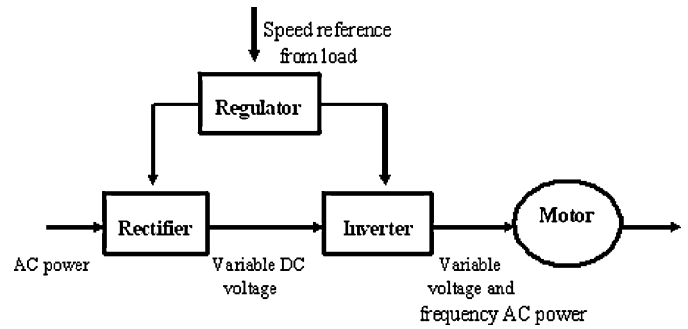 Speed reference
from load
Regulator
Rectifier
Inverter
Motor
AC power
Variable DC
voltage
Variable
voltage and
frequency AC power